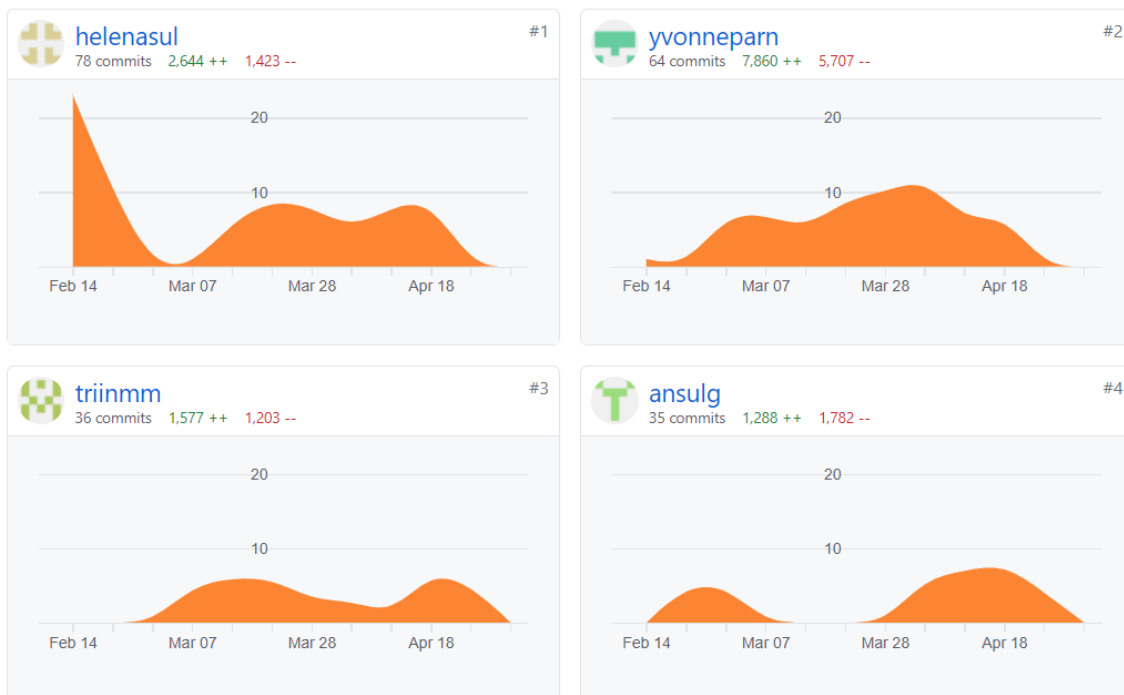 helenasul #1
78 commits 2,644 ++ 1,423 --
20
10
Feb 14 Mar 07 Mar 28 Apr 18
yvonneparn #2
64 commits 7,860 ++ 5,707 --
20
10
Feb 14 Mar 07 Mar 28 Apr 18
triinmm #3
36 commits 1,577 ++ 1,203 --
20
10
Feb 14 Mar 07 Mar 28 Apr 18
ansulg #4
35 commits 1,288 ++ 1,782 --
20
10
Feb 14 Mar 07 Mar 28 Apr 18